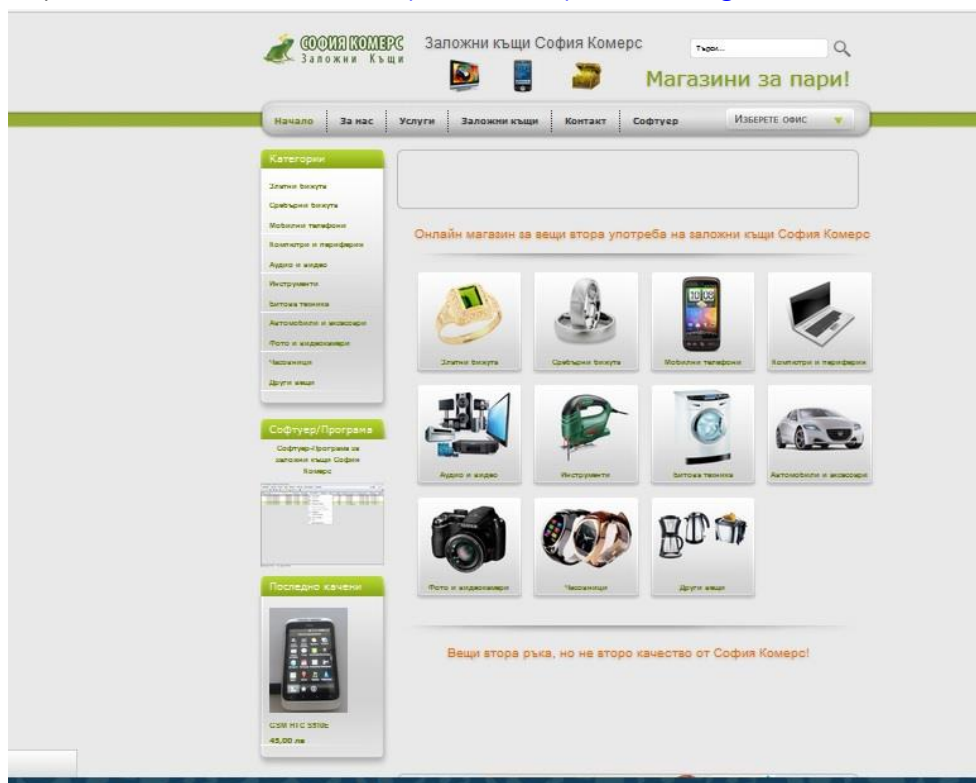 СОФИЯ КОМЕРС
Заложни Къщи
Заложни къщи София Комерс
Търси...
Магазини за пари!
Начало
За нас
Услуги
Заложни къщи
Контакт
Софтуер
Изберете офис
Категории
Златни бижута
Сребърни бижута
Мобилни телефони
Компютри и периферия
Аудио и видео
Инструменти
Битова техника
Автомобили и аксесоари
Фото и видеокамери
Часовници
Други вещи
Софтуер/Програма
Софтуер-Програма за
заложни къщи София
Комерс
Последно качени
GSM HTC S510E
45,00 лв
Онлайн магазин за вещи втора употреба на заложни къщи София Комерс
Златни бижута
Сребърни бижута
Мобилни телефони
Компютри и периферия
Аудио и видео
Инструменти
Битова техника
Автомобили и аксесоари
Фото и видеокамери
Часовници
Други вещи
Вещи втора ръка, но не второ качество от София Комерс!